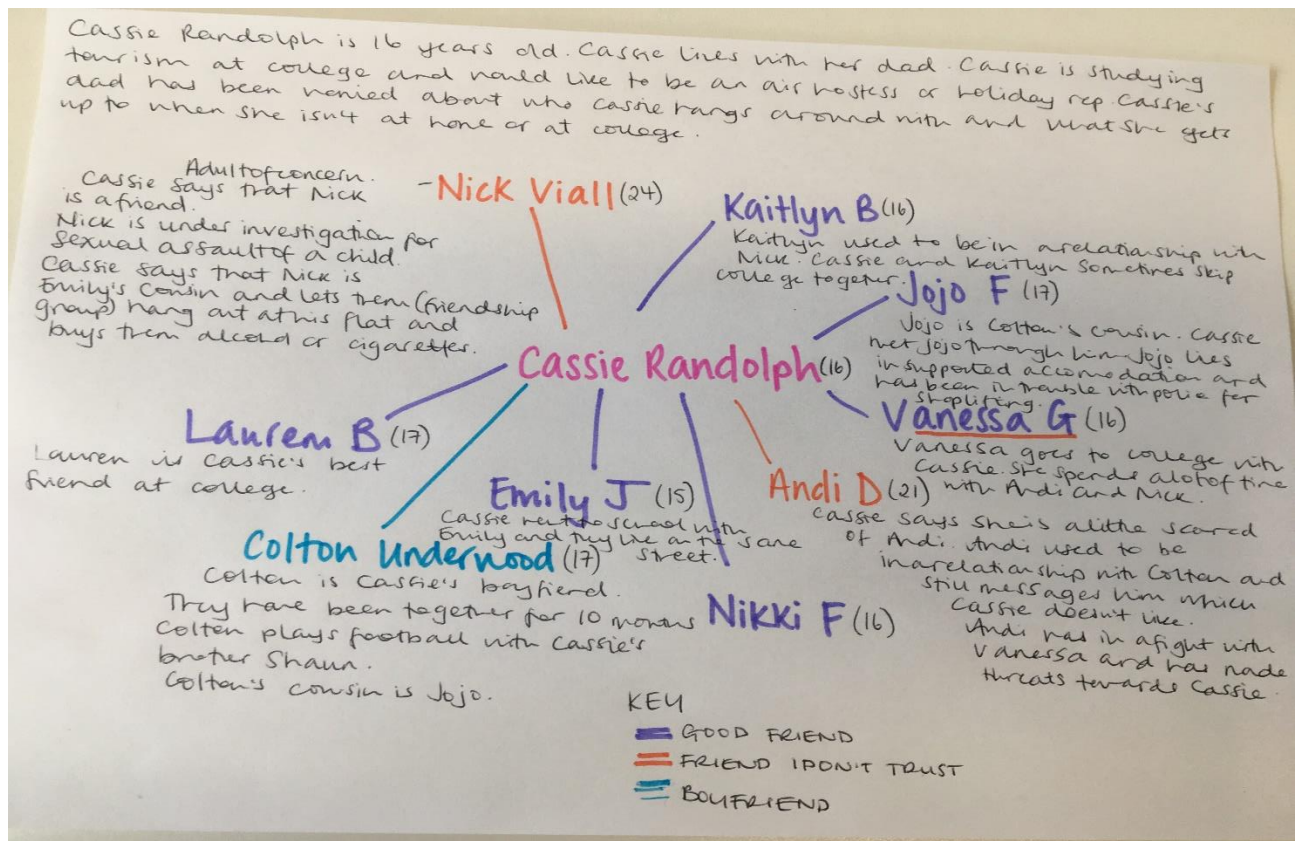 Cassie Randolph is 16 years old. Cassie lives with her dad. Cassie is studying
tourism at college and would like to be an air hostess or holiday rep. Cassie's
dad has been worried about who Cassie hangs around with and what she gets
up to when she isn't at home or at college.
Adult of concern.
Cassie says that Nick
is a friend.
Nick is under investigation for
sexual assault of a child.
Cassie says that Nick is
Emily's cousin and lets them (friendship
group) hang out at his flat and
buys them alcohol or cigarettes.
- Nick Viall (24)
Kaitlyn B (16)
Kaitlyn used to be in a relationship with
Nick. Cassie and Kaitlyn sometimes skip
college together.
Jojo F (17)
Jojo is Colton's cousin. Cassie
met Jojo through him. Jojo lives
in supported accomodation and
has been in trouble with police for
shoplifting.
Cassie Randolph (16)
Vanessa G (16)
Vanessa goes to college with
Cassie. She spends a lot of time
with Andi and Nick.
Lauren B (17)
Lauren is Cassie's best
friend at college.
Emily J (15)
Cassie went to school with
Emily and they live on the same
street.
Andi D (21)
Cassie says she is a little scared
of Andi. Andi used to be
in a relationship with Colton and
still messages him which
Cassie doesn't like.
Andi was in a fight with
Vanessa and has made
threats towards Cassie.
Colton Underwood (17)
Colton is Cassie's boyfriend.
They have been together for 10 months
Colton plays football with Cassie's
brother Shaun.
Colton's cousin is Jojo.
Nikki F (16)
KEY
GOOD FRIEND
FRIEND I DON'T TRUST
BOYFRIEND